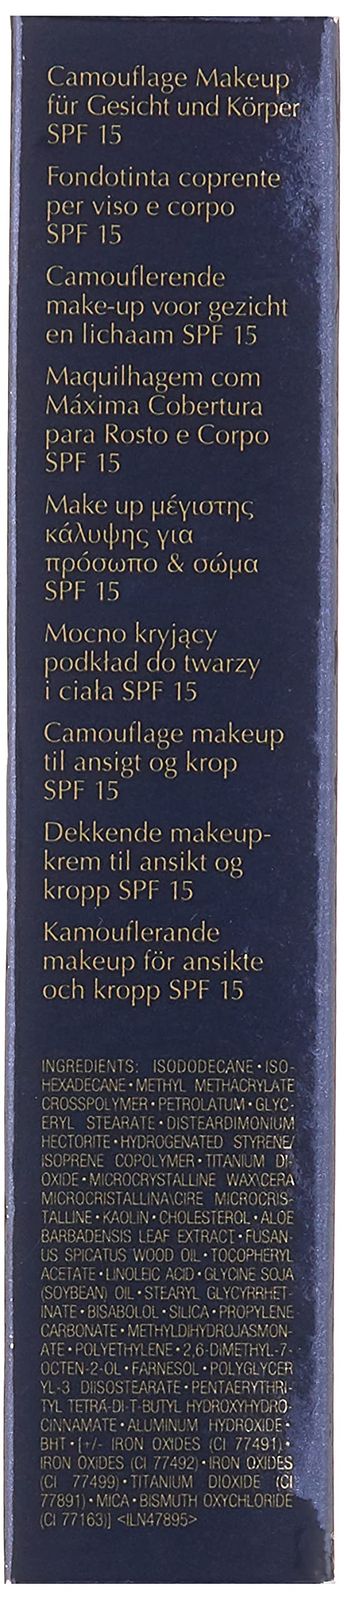 Camouflage Makeup
für Gesicht und Körper
SPF 15
Fondotinta coprente
per viso e corpo
SPF 15
Camouflerende
make-up voor gezicht
en lichaam SPF 15
Maquilhagem com
Máxima Cobertura
para Rosto e Corpo
SPF 15
Make up μέγιστης
κάλυψης για
πρόσωπο & σώμα
SPF 15
Mocno kryjący
podkład do twarzy
i ciała SPF 15
Camouflage makeup
til ansigt og krop
SPF 15
Dekkende makeup-
krem til ansikt og
kropp SPF 15
Kamouflerande
makeup för ansikte
och kropp SPF 15
INGREDIENTS: ISODODECANE • ISO-
HEXADECANE • METHYL METHACRYLATE
CROSSPOLYMER • PETROLATUM • GLYC-
ERYL STEARATE • DISTEARDIMONIUM
HECTORITE • HYDROGENATED STYRENE/
ISOPRENE COPOLYMER • TITANIUM DI-
OXIDE • MICROCRYSTALLINE WAX\CERA
MICROCRISTALLINA\CIRE MICROCRIS-
TALLINE • KAOLIN • CHOLESTEROL • ALOE
BARBADENSIS LEAF EXTRACT • FUSAN-
US SPICATUS WOOD OIL • TOCOPHERYL
ACETATE • LINOLEIC ACID • GLYCINE SOJA
(SOYBEAN) OIL • STEARYL GLYCYRRHET-
INATE • BISABOLOL • SILICA • PROPYLENE
CARBONATE • METHYLDIHYDROJASMON-
ATE • POLYETHYLENE • 2,6-DIMETHYL-7-
OCTEN-2-OL • FARNESOL • POLYGLYCER
YL-3 DIISOSTEARATE • PENTAERYTHRI-
TYL TETRA-DI-T-BUTYL HYDROXYHYDRO-
CINNAMATE • ALUMINUM HYDROXIDE •
BHT • [+/- IRON OXIDES (CI 77491) •
IRON OXIDES (CI 77492) • IRON OXIDES
(CI 77499) • TITANIUM DIOXIDE (CI
77891) • MICA • BISMUTH OXYCHLORIDE
(CI 77163)] <ILN47895>